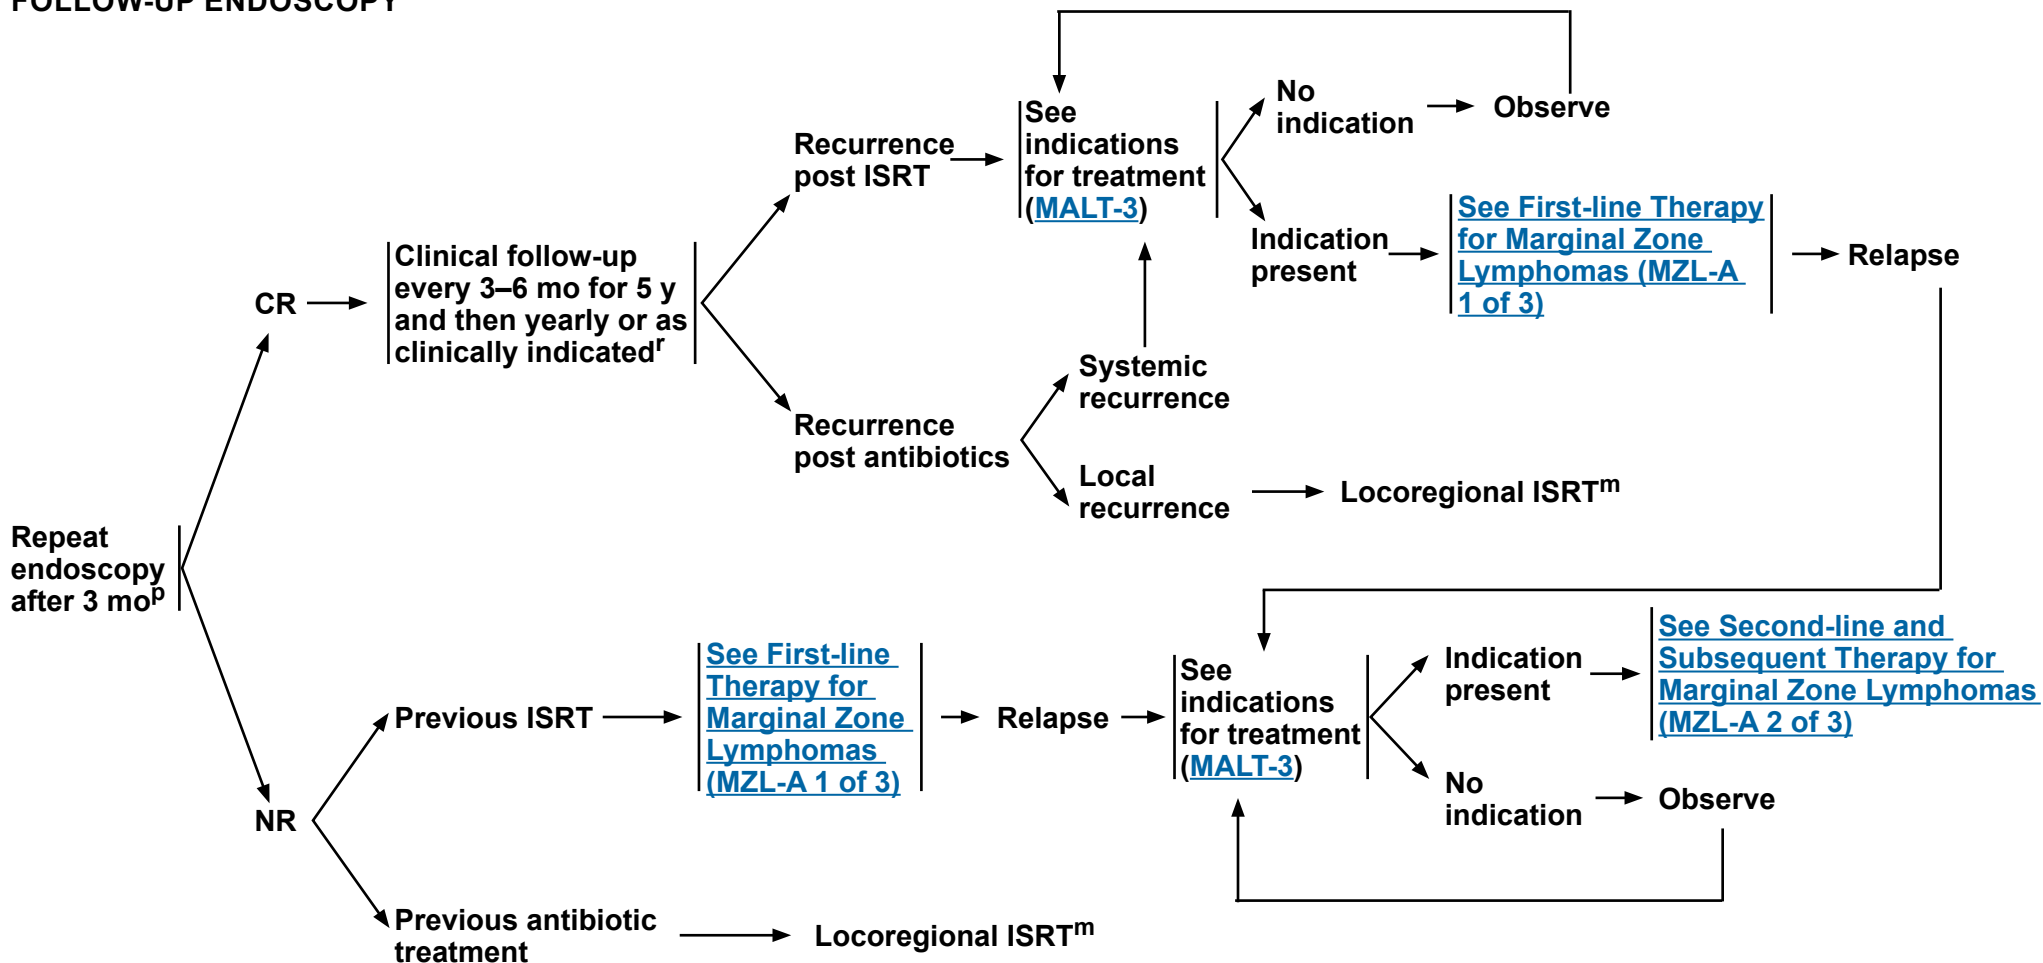 FOLLOW-UP ENDOSCOPY
Repeat
endoscopy
after 3 mop
CR
Clinical follow-up
every 3–6 mo for 5 y
and then yearly or as
clinically indicatedr
Recurrence
post ISRT
See
indications
for treatment
(MALT-3)
No
indication
Observe
Indication
present
See First-line Therapy
for Marginal Zone
Lymphomas (MZL-A
1 of 3)
Relapse
Recurrence
post antibiotics
Systemic
recurrence
Local
recurrence
Locoregional ISRTm
NR
Previous ISRT
See First-line
Therapy for
Marginal Zone
Lymphomas
(MZL-A 1 of 3)
Relapse
See
indications
for treatment
(MALT-3)
Indication
present
See Second-line and
Subsequent Therapy for
Marginal Zone Lymphomas
(MZL-A 2 of 3)
No
indication
Observe
Previous antibiotic
treatment
Locoregional ISRTm